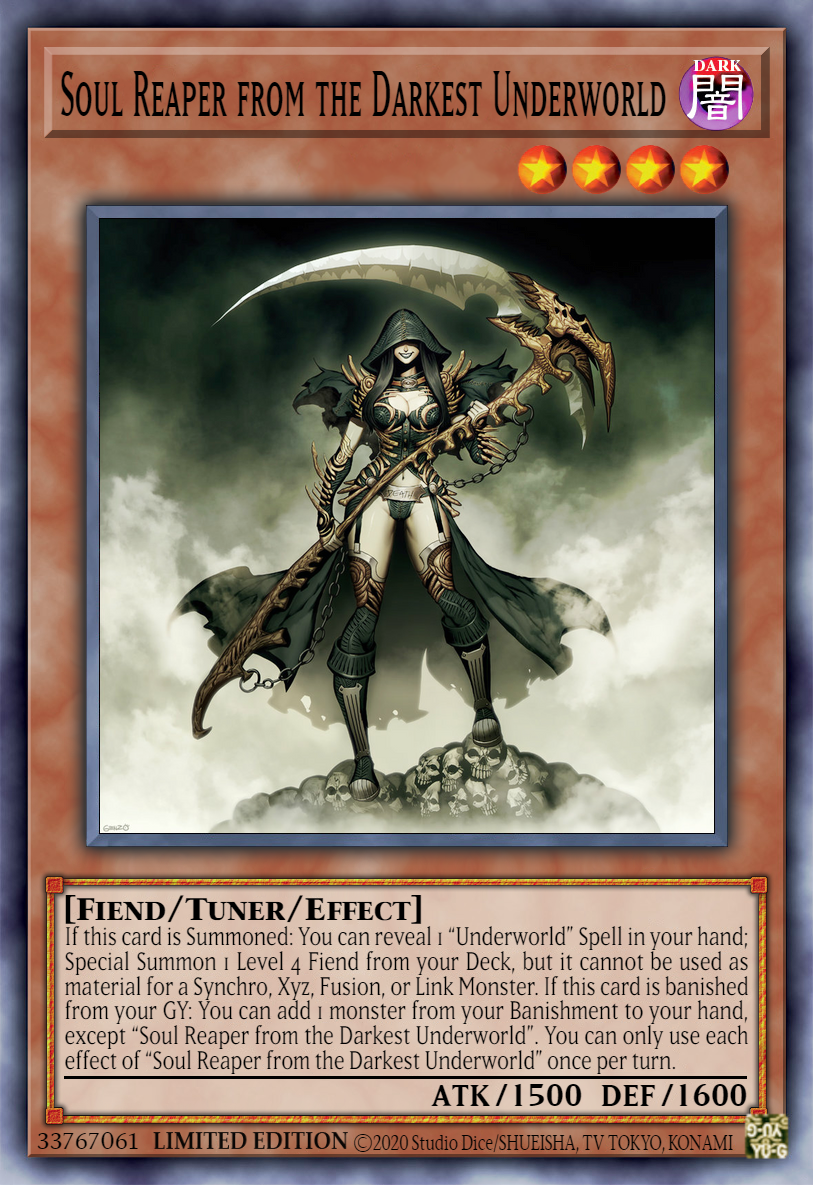 Soul Reaper from the Darkest Underworld
DARK
闇
DEATH
[Fiend/Tuner/Effect]
If this card is Summoned: You can reveal 1 “Underworld” Spell in your hand;
Special Summon 1 Level 4 Fiend from your Deck, but it cannot be used as
material for a Synchro, Xyz, Fusion, or Link Monster. If this card is banished
from your GY: You can add 1 monster from your Banishment to your hand,
except “Soul Reaper from the Darkest Underworld”. You can only use each
effect of “Soul Reaper from the Darkest Underworld” once per turn.
ATK/1500 DEF/1600
33767061 LIMITED EDITION ©2020 Studio Dice/SHUEISHA, TV TOKYO, KONAMI